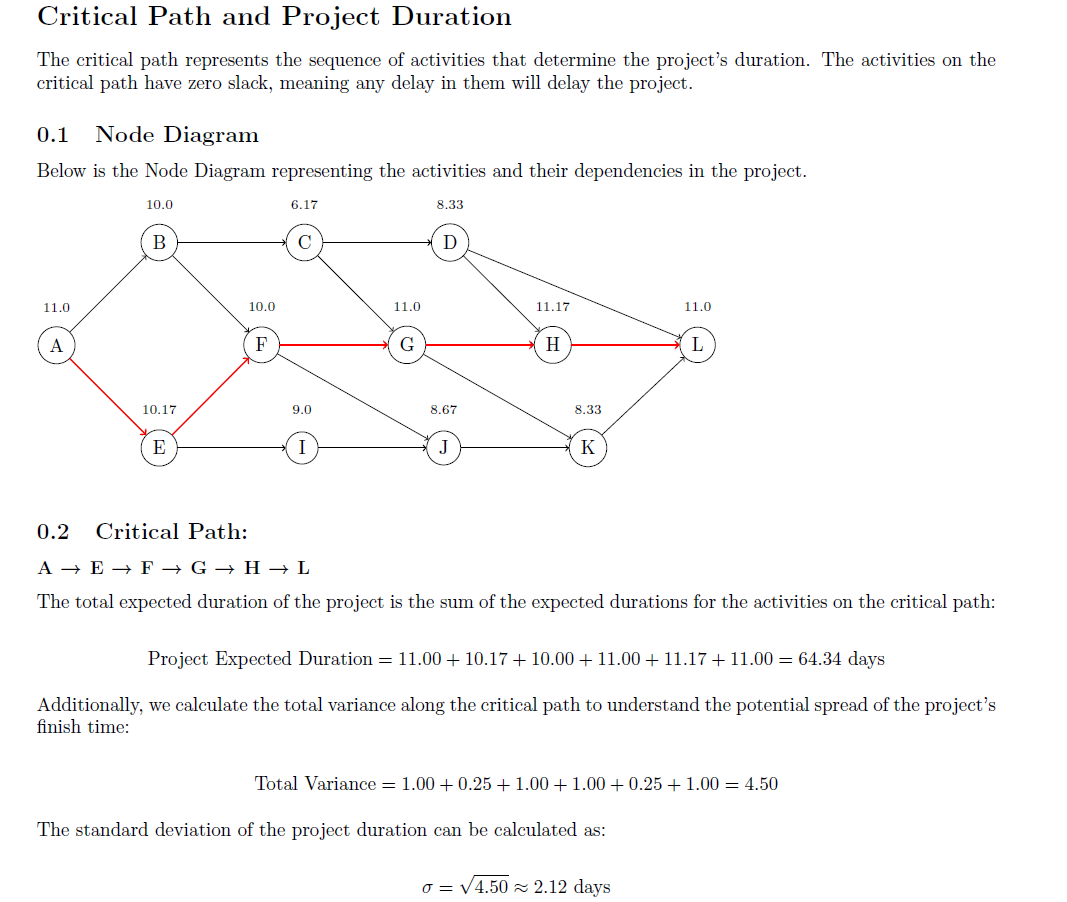 Critical Path and Project Duration
The critical path represents the sequence of activities that determine the project's duration. The activities on the
critical path have zero slack, meaning any delay in them will delay the project.
0.1 Node Diagram
Below is the Node Diagram representing the activities and their dependencies in the project.
10.0 6.17 8.33
B C D
11.0 10.0 11.0 11.17 11.0
A F G H L
10.17 9.0 8.67 8.33
E I J K
0.2 Critical Path:
A → E → F → G → H → L
The total expected duration of the project is the sum of the expected durations for the activities on the critical path:
Project Expected Duration = 11.00 + 10.17 + 10.00 + 11.00 + 11.17 + 11.00 = 64.34 days
Additionally, we calculate the total variance along the critical path to understand the potential spread of the project's
finish time:
Total Variance = 1.00 + 0.25 + 1.00 + 1.00 + 0.25 + 1.00 = 4.50
The standard deviation of the project duration can be calculated as:
σ = √4.50 ≈ 2.12 days